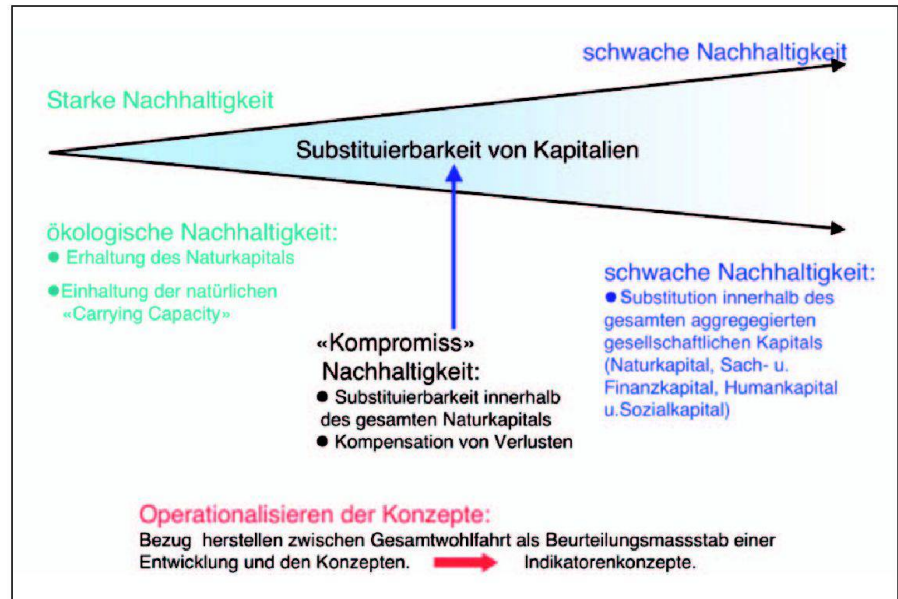 schwache Nachhaltigkeit
Starke Nachhaltigkeit
Substituierbarkeit von Kapitalien
ökologische Nachhaltigkeit:
● Erhaltung des Naturkapitals
●Einhaltung der natürlichen
«Carrying Capacity»
«Kompromiss»
Nachhaltigkeit:
● Substituierbarkeit innerhalb
des gesamten Naturkapitals
● Kompensation von Verlusten
schwache Nachhaltigkeit:
● Substitution innerhalb des
gesamten aggregegierten
gesellschaftlichen Kapitals
(Naturkapital, Sach- u.
Finanzkapital, Humankapital
u.Sozialkapital)
Operationalisieren der Konzepte:
Bezug herstellen zwischen Gesamtwohlfahrt als Beurteilungsmassstab einer
Entwicklung und den Konzepten. Indikatorenkonzepte.